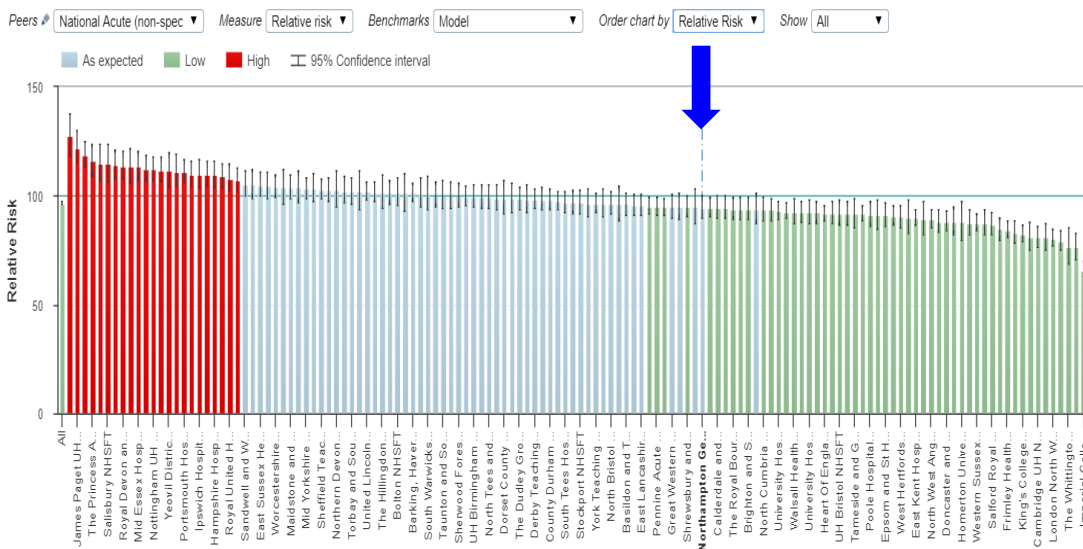 Peers National Acute (non-spec Measure Relative risk Benchmarks Model Order chart by Relative Risk Show All
As expected Low High 95% Confidence interval
150
100
50
0
Relative Risk
All
James Paget UH...
The Princess A...
Salisbury NHSFT
Royal Devon an...
Mid Essex Hosp...
Nottingham UH ...
Yeovil Distric...
Portsmouth Hos...
Ipswich Hospit...
Hampshire Hosp...
Royal United H...
Sandwell and W...
East Sussex He...
Worcestershire ...
Maidstone and ...
Mid Yorkshire ...
Sheffield Teac...
Northern Devon ...
Torbay and Sou...
United Lincoln...
The Hillingdon...
Bolton NHSFT
Barking, Havet...
South Warwicks...
Taunton and So...
Sherwood Fores...
UH Birmingham ...
North Tees and...
Dorset County ...
The Dudley Gro...
Derby Teaching ...
County Durham ...
South Tees Hos...
Stockport NHSFT
York Teaching ...
North Bristol ...
Basildon and T...
East Lancashir...
Pennine Acute ...
Great Western ...
Shrewsbury and...
Northampton Ge...
Calderdale and...
The Royal Bour...
Brighton and S...
North Cumbria ...
University Hos...
Walsall Health...
University Hos...
Heart Of Engla...
UH Bristol NHSFT
Tameside and G...
Poole Hospital...
Epsom and St H...
West Hertfords...
East Kent Hosp...
North West Ang...
Doncaster and ...
Homerton Unive...
Western Sussex...
Salford Royal ...
Frimley Health...
King's College...
Cambridge UH N...
London North W...
The Whittingto...